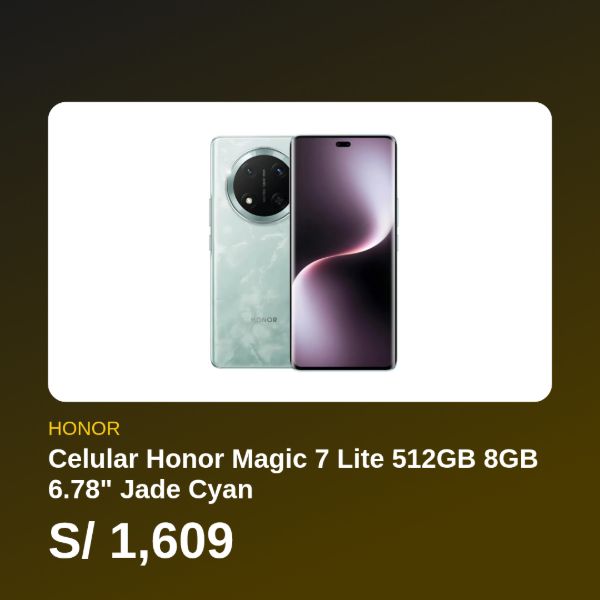 HONOR
HONOR
Celular Honor Magic 7 Lite 512GB 8GB
6.78" Jade Cyan
S/ 1,609